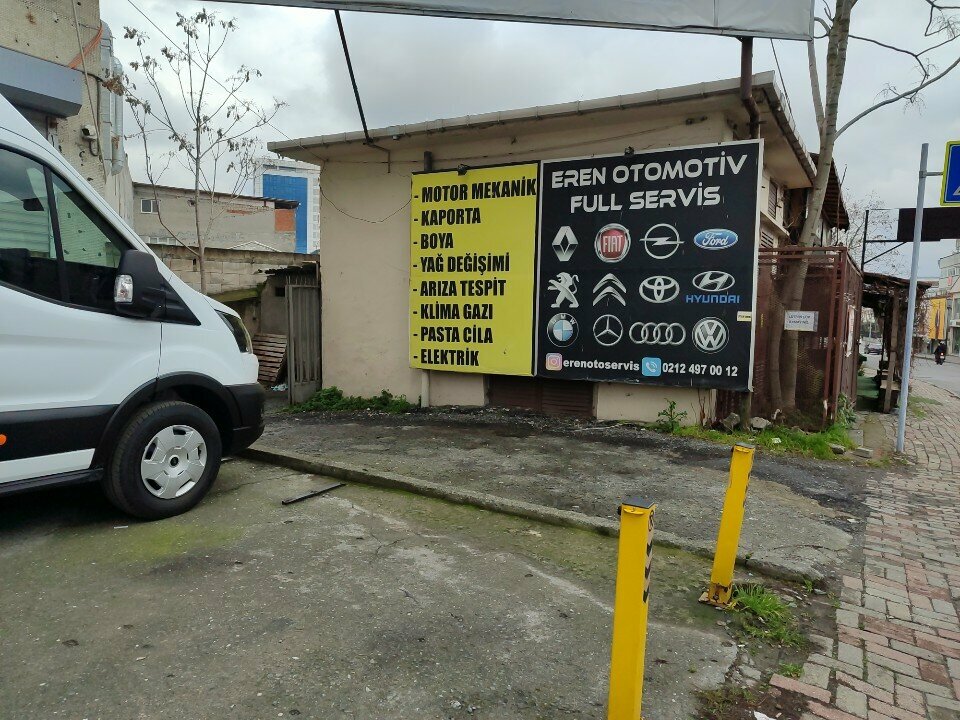 - MOTOR MEKANİK
- KAPORTA
- BOYA
- YAĞ DEĞİŞİMİ
- ARIZA TESPİT
- KLİMA GAZI
- PASTA CİLA
- ELEKTRİK
EREN OTOMOTİV
FULL SERVİS
FIAT
Ford
HYUNDAI
erenotoservis
0212 497 00 12